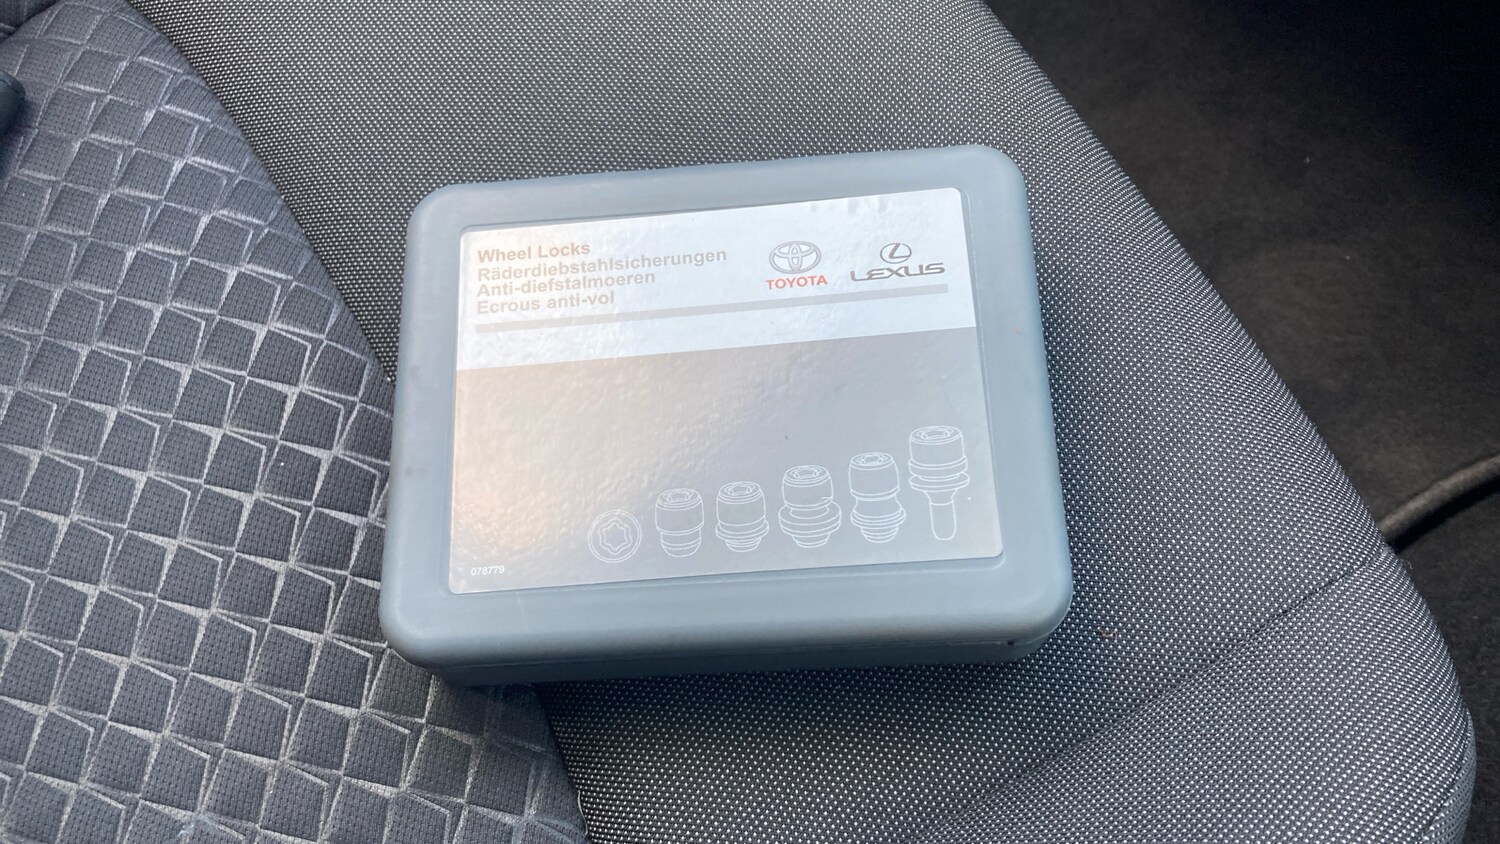 Wheel Locks
Räderdiebstahlsicherungen
Anti-diefstalmoeren
Ecrous anti-vol
TOYOTA
LEXUS
078779